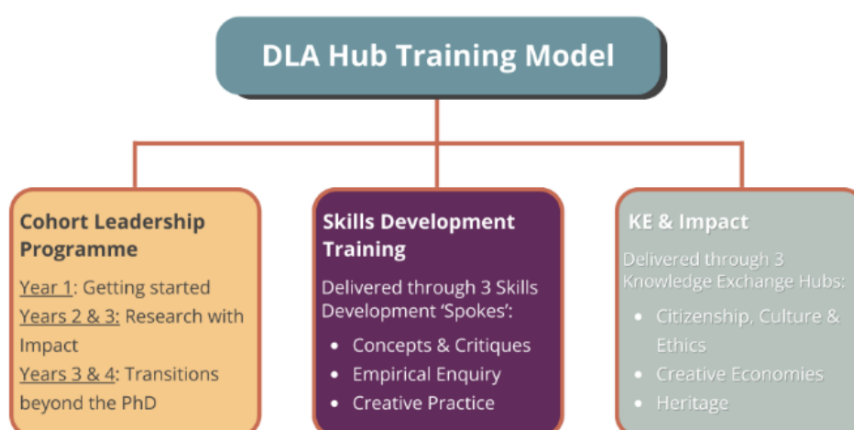 DLA Hub Training Model
Cohort Leadership
Programme
Year 1: Getting started
Years 2 & 3: Research with
Impact
Years 3 & 4: Transitions
beyond the PhD
Skills Development
Training
Delivered through 3 Skills
Development ‘Spokes’:
• Concepts & Critiques
• Empirical Enquiry
• Creative Practice
KE & Impact
Delivered through 3
Knowledge Exchange Hubs:
• Citizenship, Culture &
Ethics
• Creative Economies
• Heritage